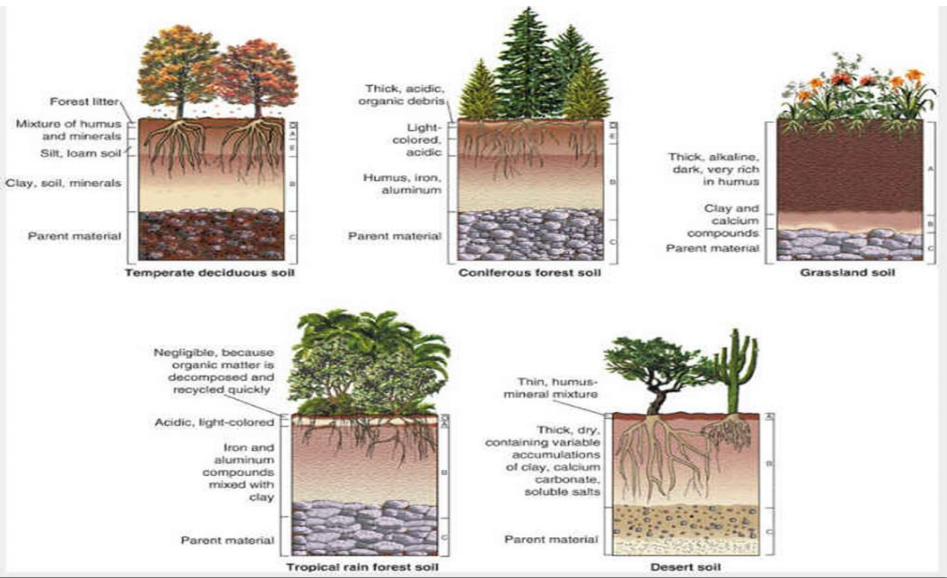 Forest litter
Mixture of humus
and minerals
Silt, loam soil
Clay, soil, minerals
Parent material
O
A
E
B
C
Temperate deciduous soil
Thick, acidic,
organic debris
Light-
colored,
acidic
Humus, iron,
aluminum
Parent material
O
E
B
C
Coniferous forest soil
Thick, alkaline,
dark, very rich
in humus
Clay and
calcium
compounds
Parent material
A
B
C
Grassland soil
Negligible, because
organic matter is
decomposed and
recycled quickly
Acidic, light-colored
Iron and
aluminum
compounds
mixed with
clay
Parent material
O
A
B
C
Tropical rain forest soil
Thin, humus-
mineral mixture
Thick, dry,
containing variable
accumulations
of clay, calcium
carbonate,
soluble salts
Parent material
A
B
C
Desert soil